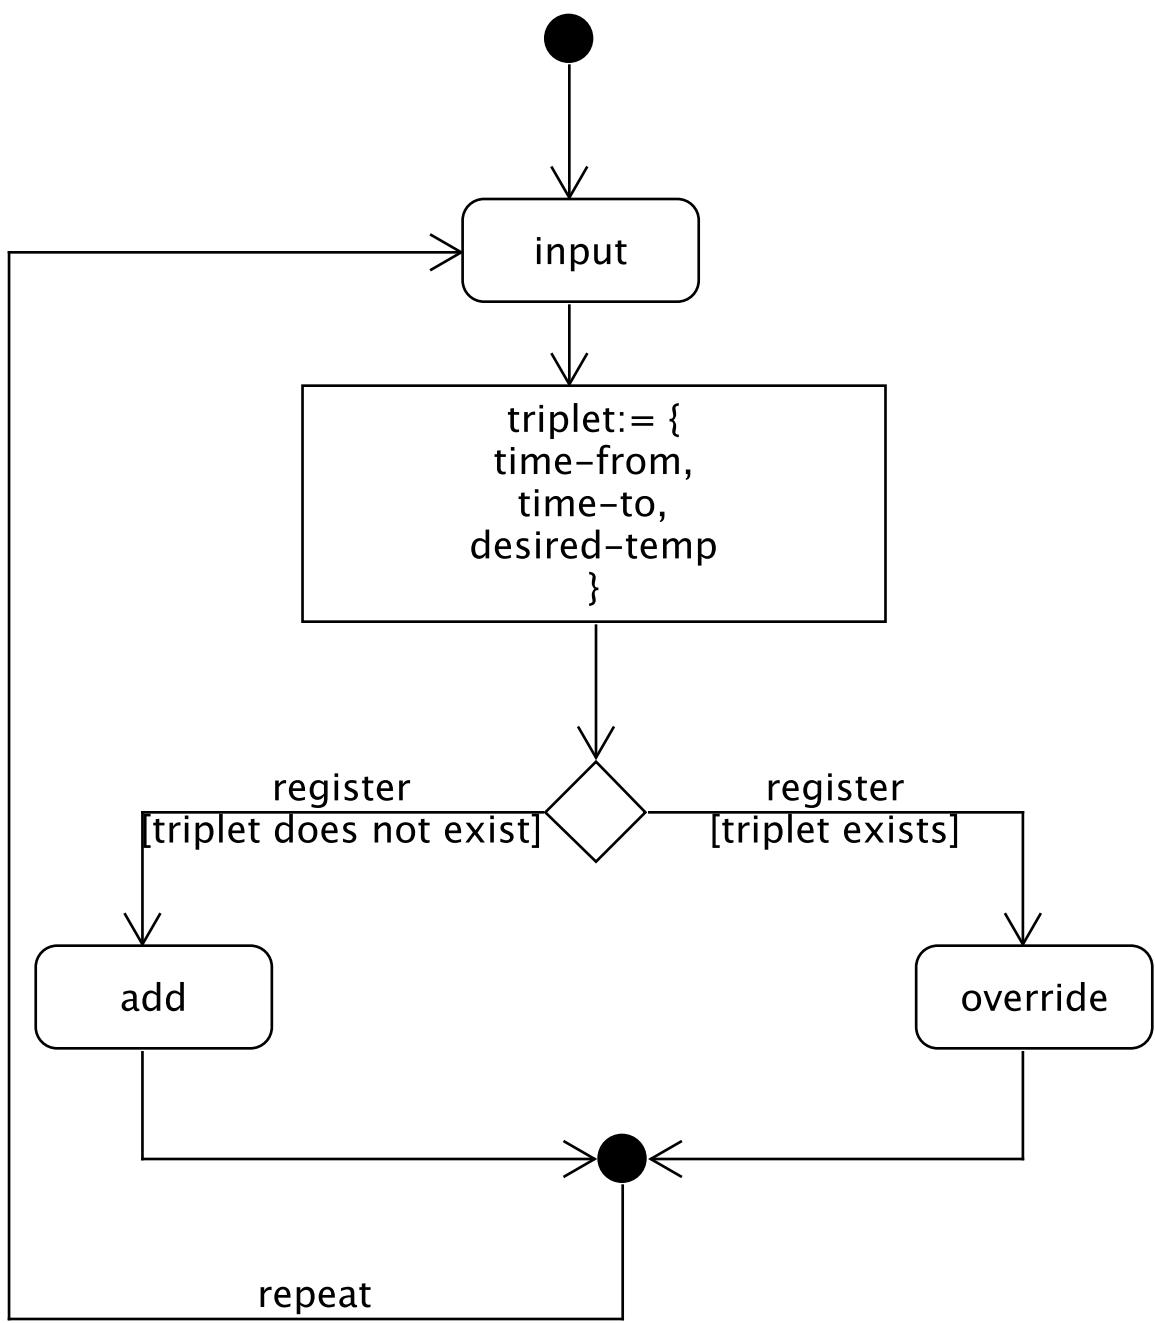 input
triplet:= {
time-from,
time-to,
desired-temp
}
register
[triplet does not exist]
register
[triplet exists]
add
override
repeat